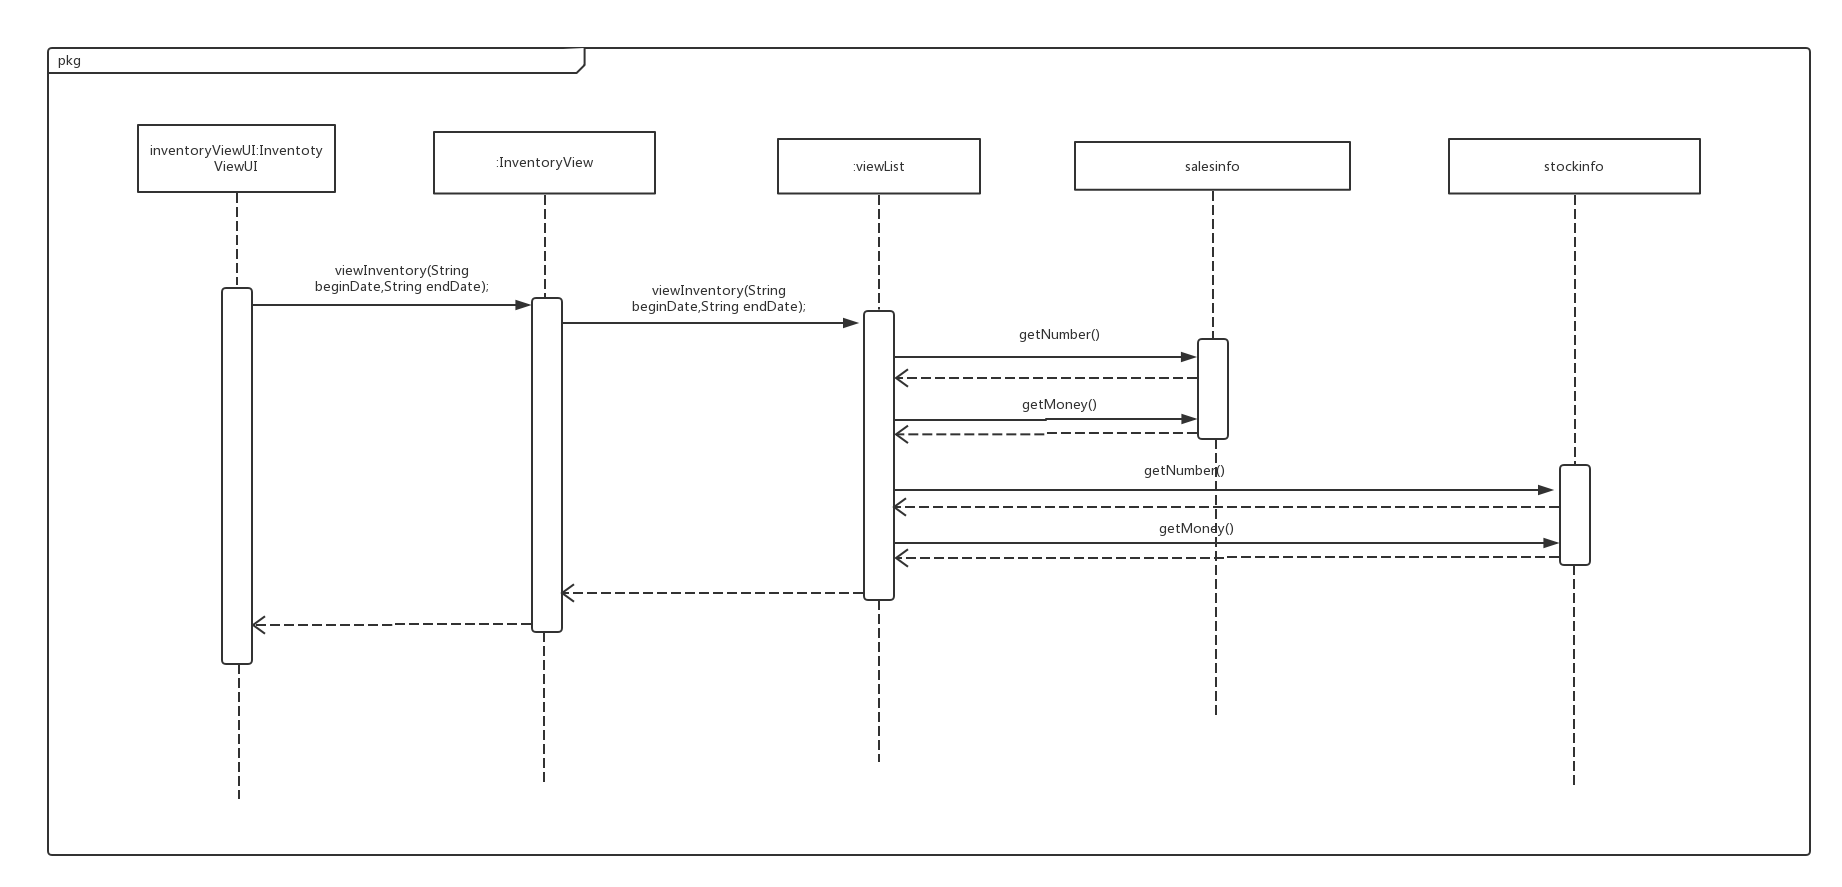 pkg
inventoryViewUI:Inventoty
ViewUI
:InventoryView
:viewList
salesinfo
stockinfo
viewInventory(String
beginDate,String endDate);
viewInventory(String
beginDate,String endDate);
getNumber()
getMoney()
getNumber()
getMoney()